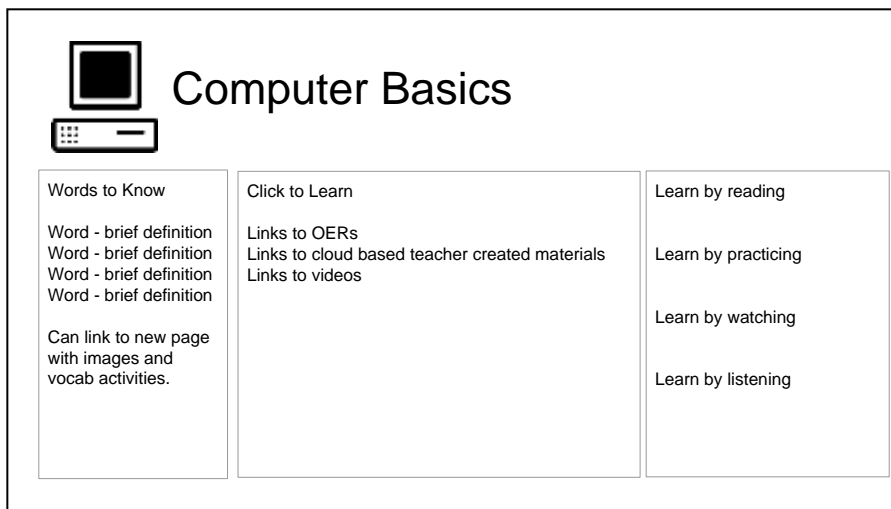 Computer Basics
Words to Know
Word - brief definition
Word - brief definition
Word - brief definition
Word - brief definition
Can link to new page
with images and
vocab activities.
Click to Learn
Links to OERs
Links to cloud based teacher created materials
Links to videos
Learn by reading
Learn by practicing
Learn by watching
Learn by listening